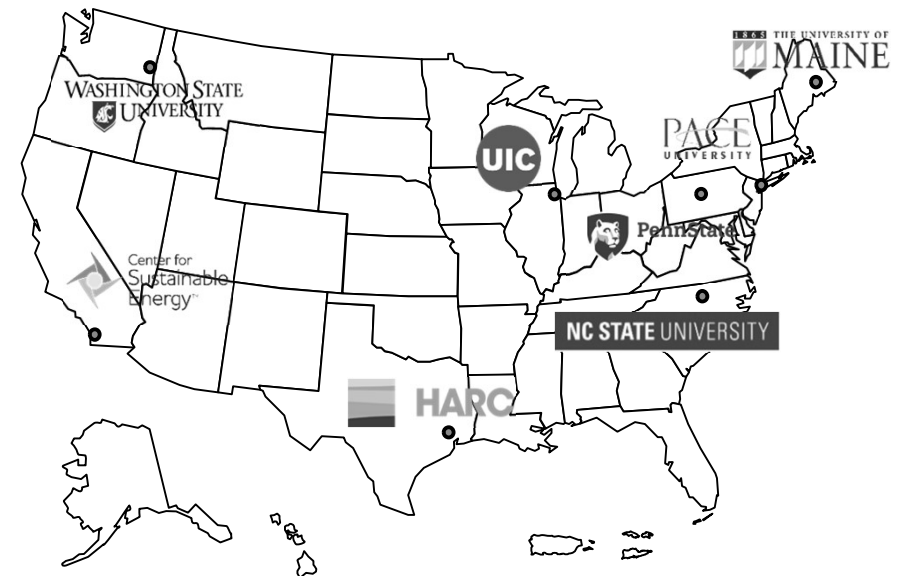 1865 THE UNIVERSITY OF
MAINE
WASHINGTON STATE
UNIVERSITY
PACE
UNIVERSITY
UIC
PennState
Center for
Sustainable
Energy™
NC STATE UNIVERSITY
HARC